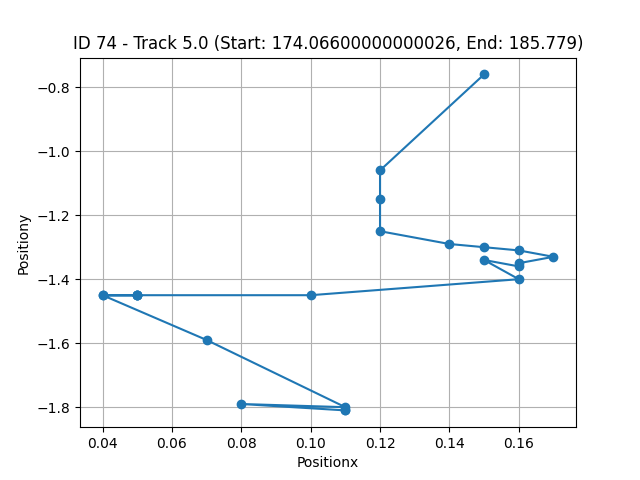 ID 74 - Track 5.0 (Start: 174.06600000000026, End: 185.779)
Positiony
−0.8
−1.0
−1.2
−1.4
−1.6
−1.8
0.04 0.06 0.08 0.10 0.12 0.14 0.16
Positionx